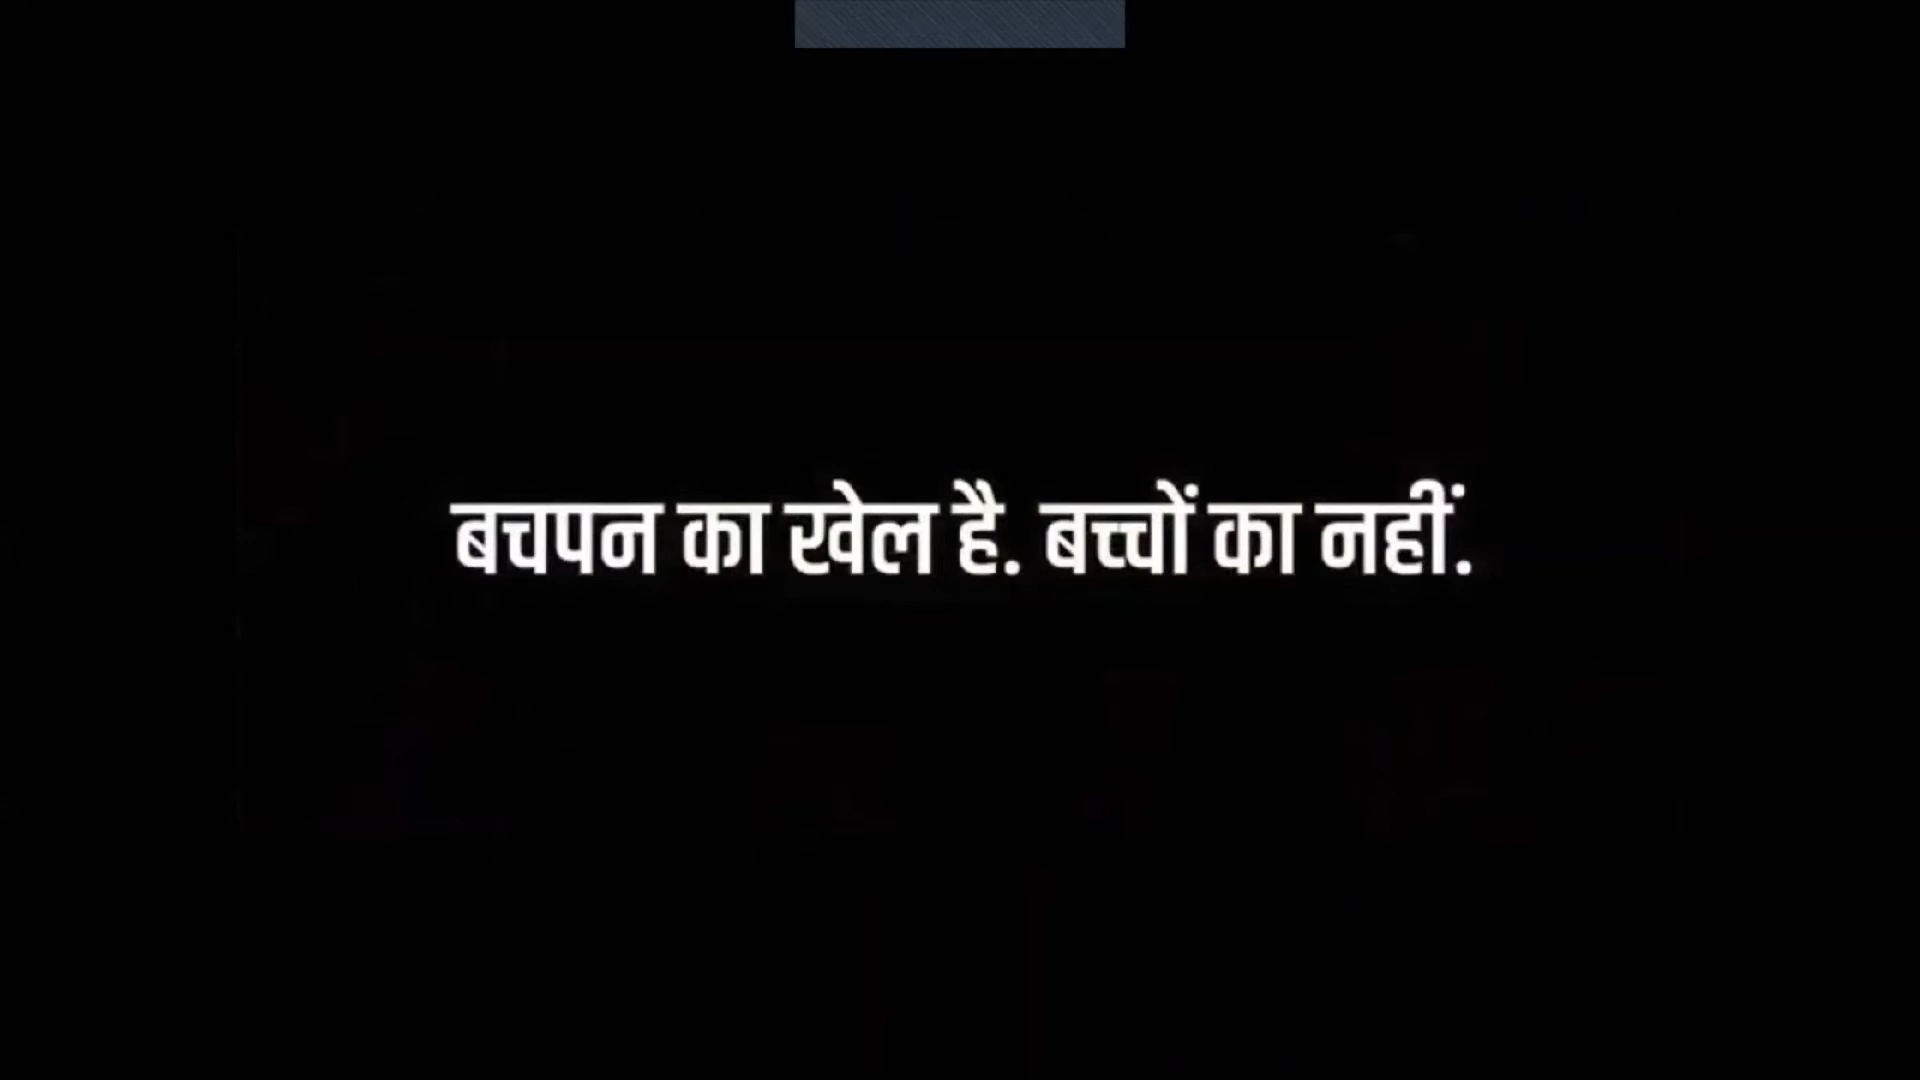 बचपन का खेल है. बच्चों का नहीं.